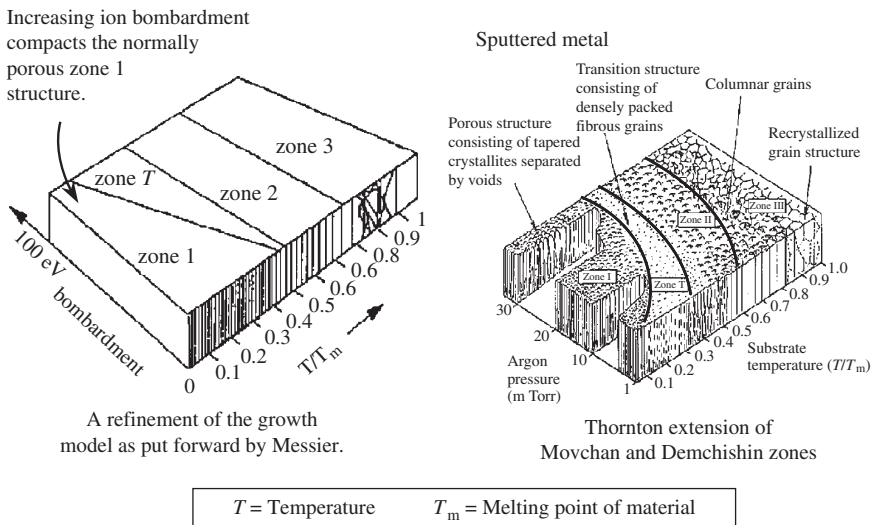 Increasing ion bombardment
compacts the normally
porous zone 1
structure.
zone 3
zone T
zone 2
zone 1
100 eV
bombardment
0
0.1
0.2
0.3
0.4
0.5
0.6
0.6
0.8
0.9
1
T/Tm
A refinement of the growth
model as put forward by Messier.
Sputtered metal
Transition structure
consisting of
densely packed
fibrous grains
Columnar grains
Porous structure
consisting of tapered
crystallites separated
by voids
Recrystallized
grain structure
Zone III
Zone II
Zone I
Zone T
30
20
10
1
Argon
pressure
(m Torr)
0.1
0.2
0.3
0.4
0.5
0.6
0.7
0.8
0.9
1.0
Substrate
temperature (T/Tm)
Thornton extension of
Movchan and Demchishin zones
T = Temperature Tm = Melting point of material